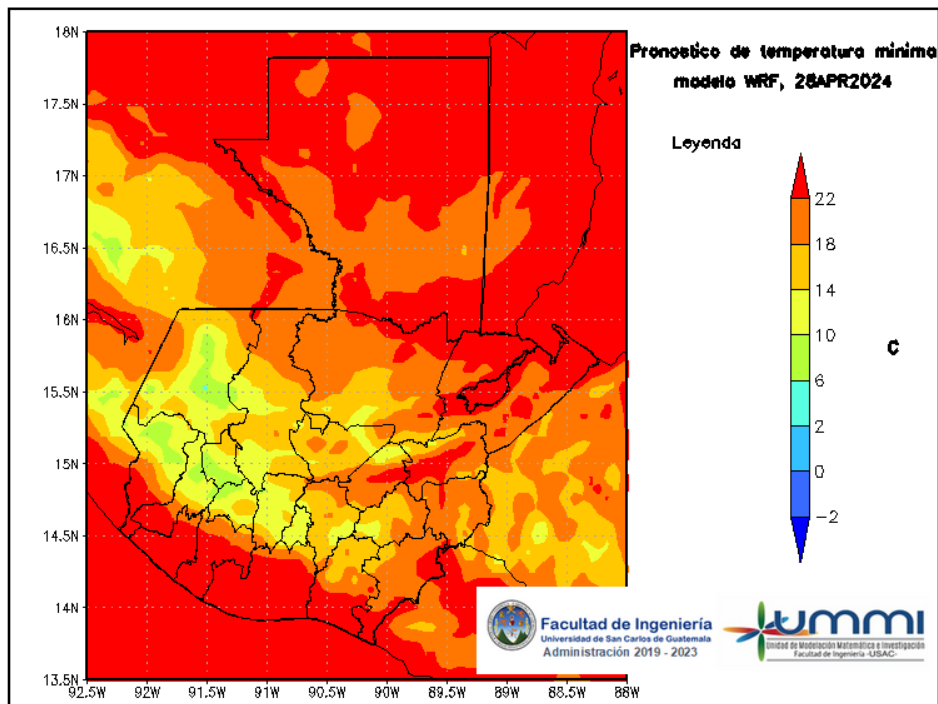 Pronostico de temperatura minima
modelo WRF, 28APR2024
Leyenda
22
18
14
10
6
2
0
−2
C
18N
17.5N
17N
16.5N
16N
15.5N
15N
14.5N
14N
13.5N
92.5W 92W 91.5W 91W 90.5W 90W 89.5W 89W 88.5W 88W
Facultad de Ingeniería
Universidad de San Carlos de Guatemala
Administración 2019 - 2023
ummi
Unidad de Modelación Matemática e Investigación
Facultad de Ingeniería -USAC-